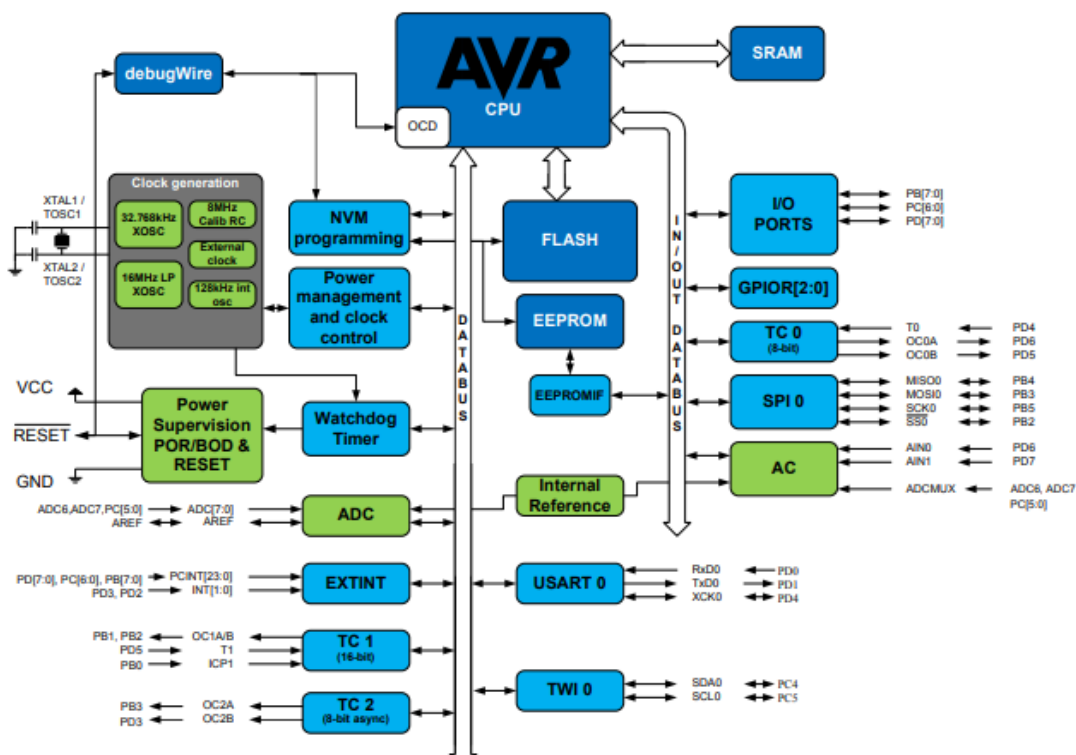 AVR
CPU
OCD
SRAM
debugWire
Clock generation
XTAL1 /
TOSC1
XTAL2 /
TOSC2
32.768kHz
XOSC
16MHz LP
XOSC
8MHz
Calib RC
External
clock
128kHz int
osc
NVM
programming
Power
management
and clock
control
FLASH
EEPROM
EEPROMIF
DATABUS
IN/OUT DATABUS
I/O
PORTS
PB[7:0]
PC[6:0]
PD[7:0]
GPIOR[2:0]
TC 0
(8-bit)
T0 PD4
OC0A PD6
OC0B PD5
SPI 0
MISO0 PB4
MOSI0 PB3
SCK0 PB5
SS0 PB2
AC
AIN0 PD6
AIN1 PD7
ADCMUX ADC6, ADC7
PC[5:0]
VCC
RESET
GND
Power
Supervision
POR/BOD &
RESET
Watchdog
Timer
Internal
Reference
ADC6,ADC7,PC[5:0] ADC[7:0]
AREF AREF
ADC
PD[7:0], PC[6:0], PB[7:0] PCINT[23:0]
PD3, PD2 INT[1:0]
EXTINT
USART 0
RxD0 PD0
TxD0 PD1
XCK0 PD4
PB1, PB2 OC1A/B
PD5 T1
PB0 ICP1
TC 1
(16-bit)
TWI 0
SDA0 PC4
SCL0 PC5
PB3 OC2A
PD3 OC2B
TC 2
(8-bit async)